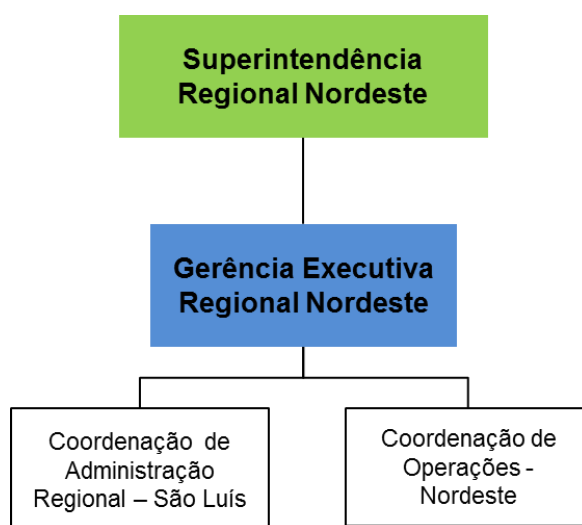 Superintendência
Regional Nordeste
Gerência Executiva
Regional Nordeste
Coordenação de
Administração
Regional – São Luís
Coordenação de
Operações -
Nordeste